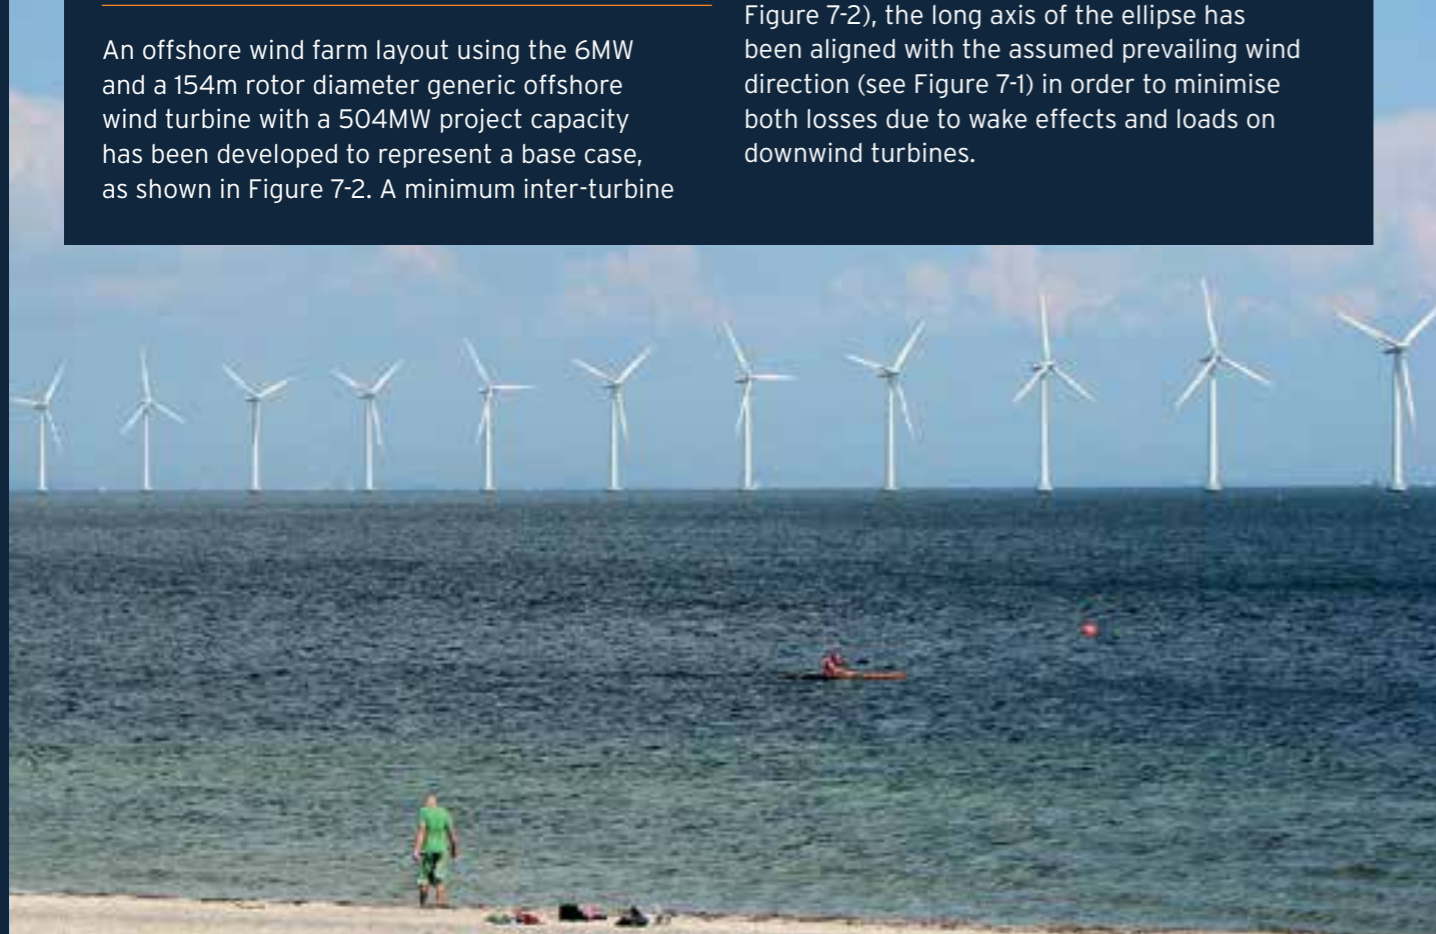 An offshore wind farm layout using the 6MW
and a 154m rotor diameter generic offshore
wind turbine with a 504MW project capacity
has been developed to represent a base case,
as shown in Figure 7-2. A minimum inter-turbine
Figure 7-2), the long axis of the ellipse has
been aligned with the assumed prevailing wind
direction (see Figure 7-1) in order to minimise
both losses due to wake effects and loads on
downwind turbines.